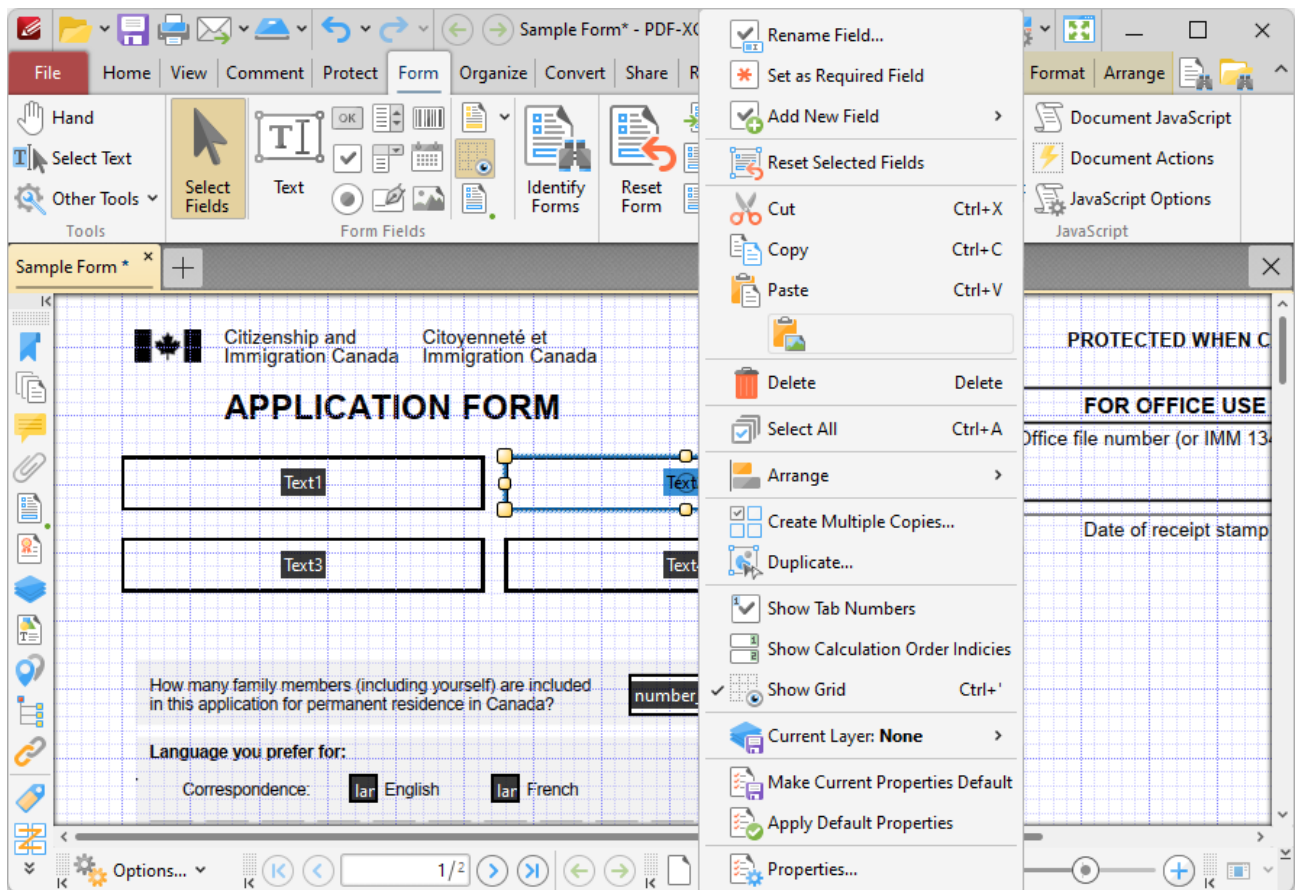 Sample Form* - PDF-XC
File Home View Comment Protect Form Organize Convert Share R Format Arrange
Hand
Select Text
Other Tools
Tools
Select Fields
Text
OK
Form Fields
Identify Forms
Reset Form
Document JavaScript
Document Actions
JavaScript Options
JavaScript
Sample Form *
Citizenship and
Immigration Canada
Citoyenneté et
Immigration Canada
PROTECTED WHEN C
APPLICATION FORM
FOR OFFICE USE
Office file number (or IMM 134
Text1
Text
Date of receipt stamp
Text3
Text4
How many family members (including yourself) are included
in this application for permanent residence in Canada?
number_
Language you prefer for:
Correspondence: lar English lar French
Rename Field...
Set as Required Field
Add New Field
Reset Selected Fields
Cut Ctrl+X
Copy Ctrl+C
Paste Ctrl+V
Delete Delete
Select All Ctrl+A
Arrange
Create Multiple Copies...
Duplicate...
Show Tab Numbers
Show Calculation Order Indicies
Show Grid Ctrl+'
Current Layer: None
Make Current Properties Default
Apply Default Properties
Properties...
Options...
1/2